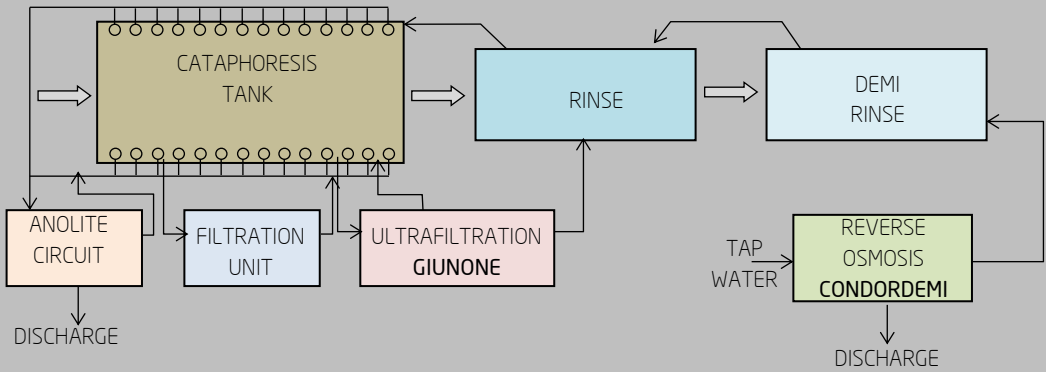 CATAPHORESIS
TANK
RINSE
DEMI
RINSE
ANOLITE
CIRCUIT
FILTRATION
UNIT
ULTRAFILTRATION
GIUNONE
TAP
WATER
REVERSE
OSMOSIS
CONDORDEMI
DISCHARGE
DISCHARGE